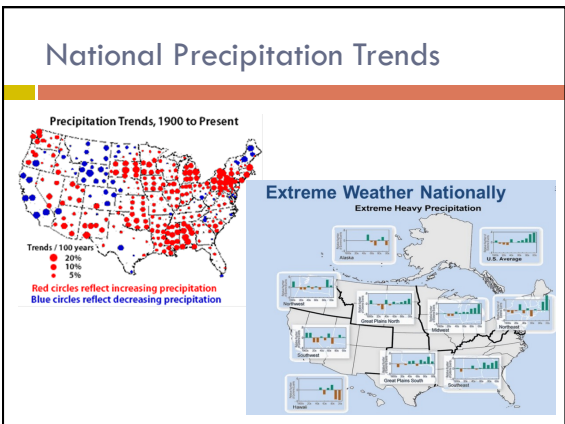 National Precipitation Trends
Precipitation Trends, 1900 to Present
Trends / 100 years
20%
10%
5%
Red circles reflect increasing precipitation
Blue circles reflect decreasing precipitation
Extreme Weather Nationally
Extreme Heavy Precipitation
Alaska
U.S. Average
Northwest
Great Plains North
Midwest
Northeast
Southwest
Great Plains South
Southeast
Hawaii